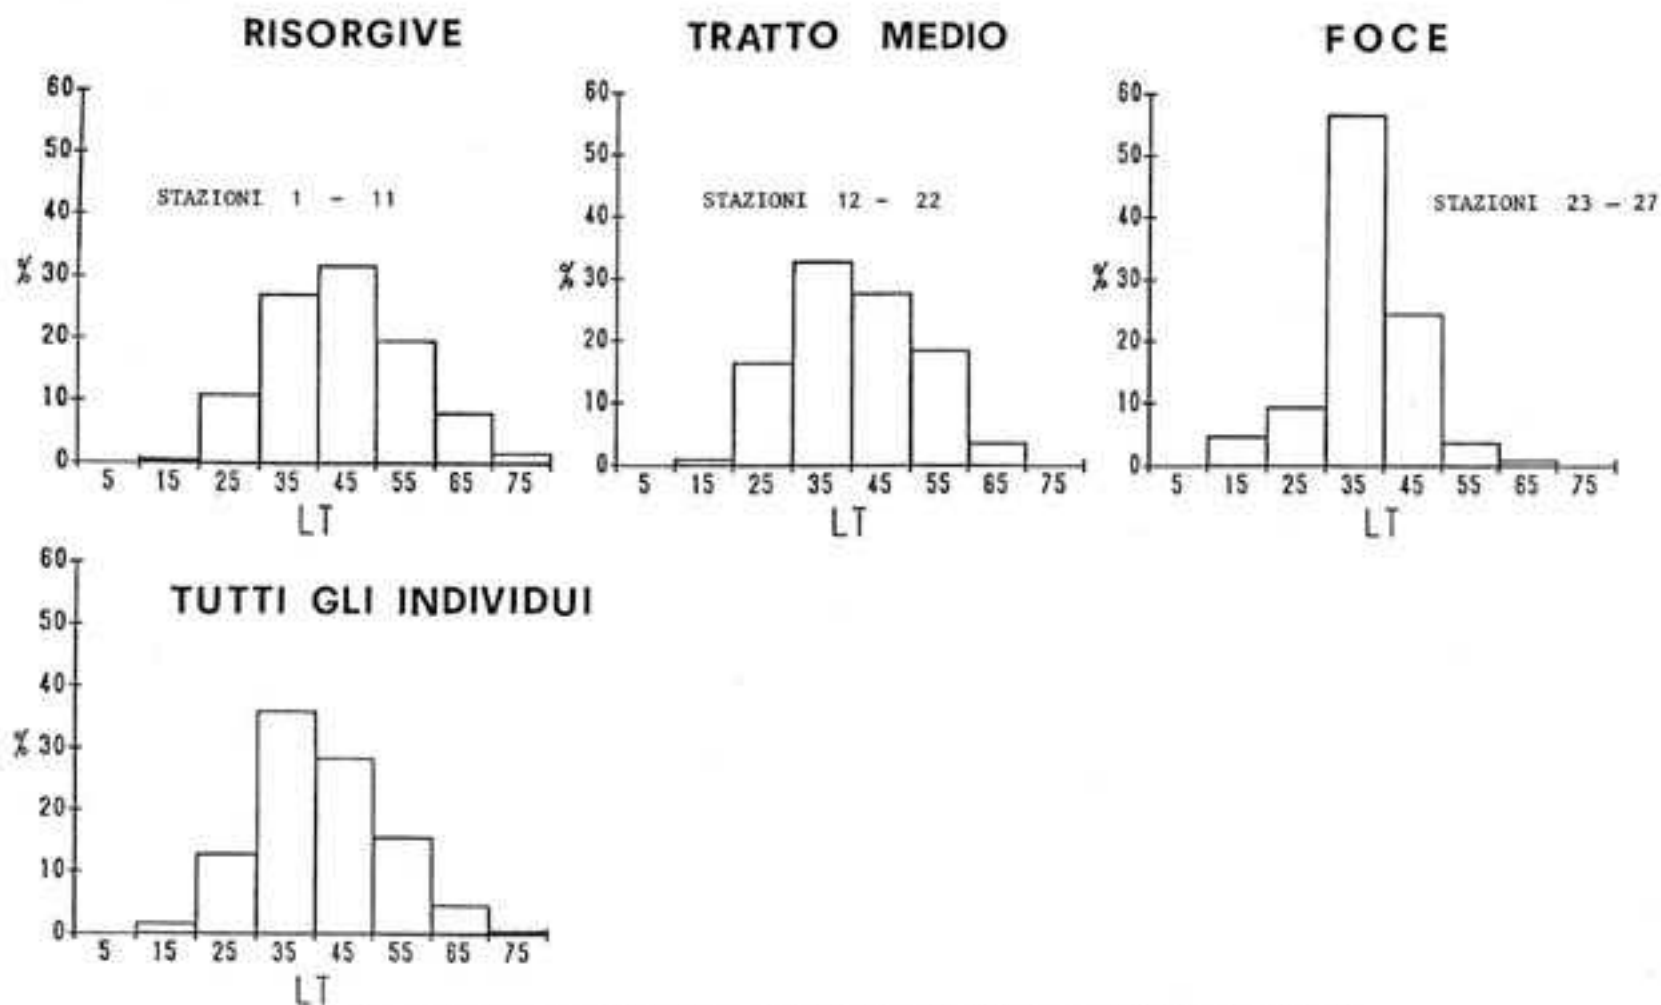 RISORGIVE
60
50
STAZIONI 1 - 11
40
% 30
20
10
0
5 15 25 35 45 55 65 75
LT
TRATTO MEDIO
60
50
STAZIONI 12 - 22
40
% 30
20
10
0
5 15 25 35 45 55 65 75
LT
FOCE
60
50
STAZIONI 23 - 27
40
% 30
20
10
0
5 15 25 35 45 55 65 75
LT
TUTTI GLI INDIVIDUI
60
50
40
% 30
20
10
0
5 15 25 35 45 55 65 75
LT